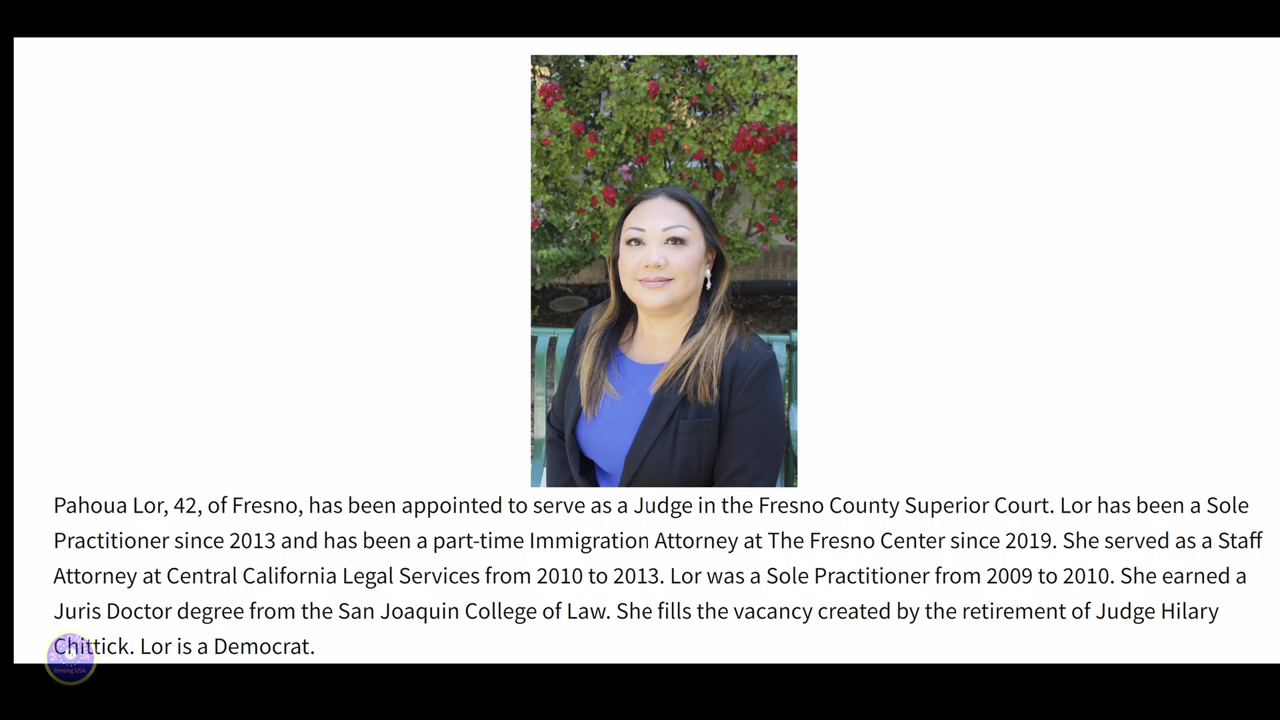 Pahoua Lor, 42, of Fresno, has been appointed to serve as a Judge in the Fresno County Superior Court. Lor has been a Sole
Practitioner since 2013 and has been a part-time Immigration Attorney at The Fresno Center since 2019. She served as a Staff
Attorney at Central California Legal Services from 2010 to 2013. Lor was a Sole Practitioner from 2009 to 2010. She earned a
Juris Doctor degree from the San Joaquin College of Law. She fills the vacancy created by the retirement of Judge Hilary
Chittick. Lor is a Democrat.
Hmong USA